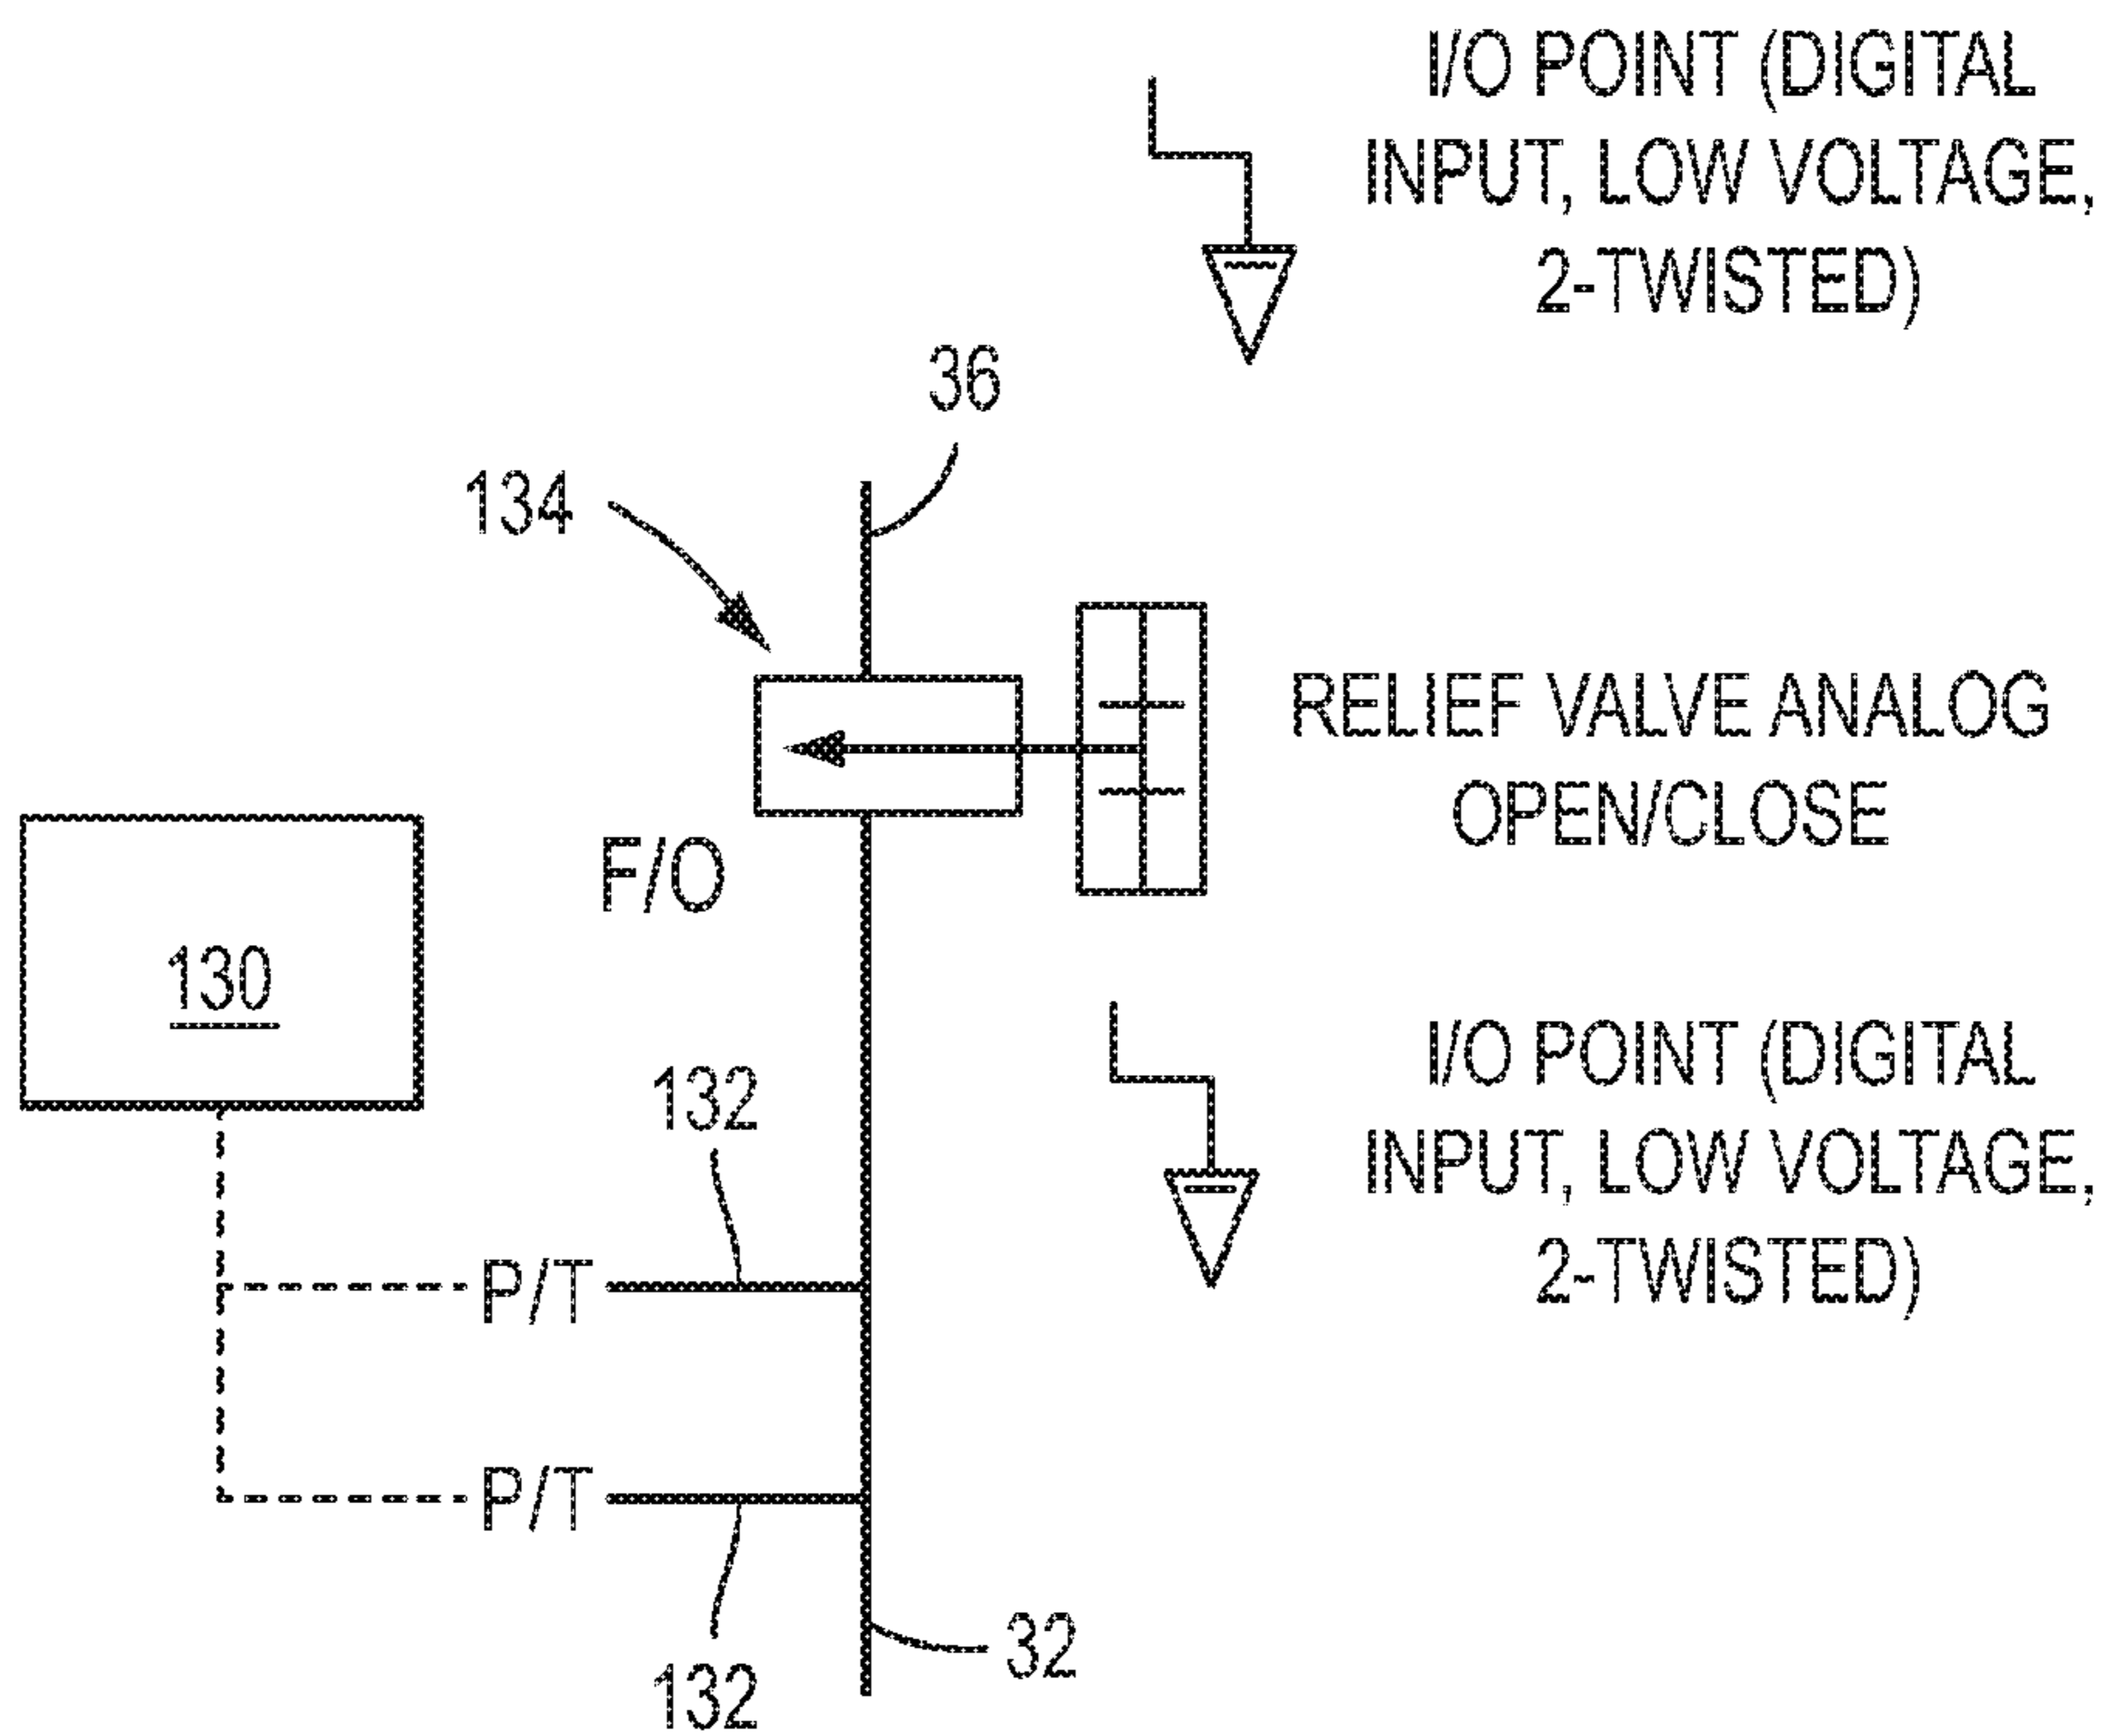 I/O POINT (DIGITAL
INPUT, LOW VOLTAGE,
2-TWISTED)
36
134
RELIEF VALVE ANALOG
OPEN/CLOSE
F/O
130
I/O POINT (DIGITAL
INPUT, LOW VOLTAGE,
2-TWISTED)
132
P/T
P/T
32
132